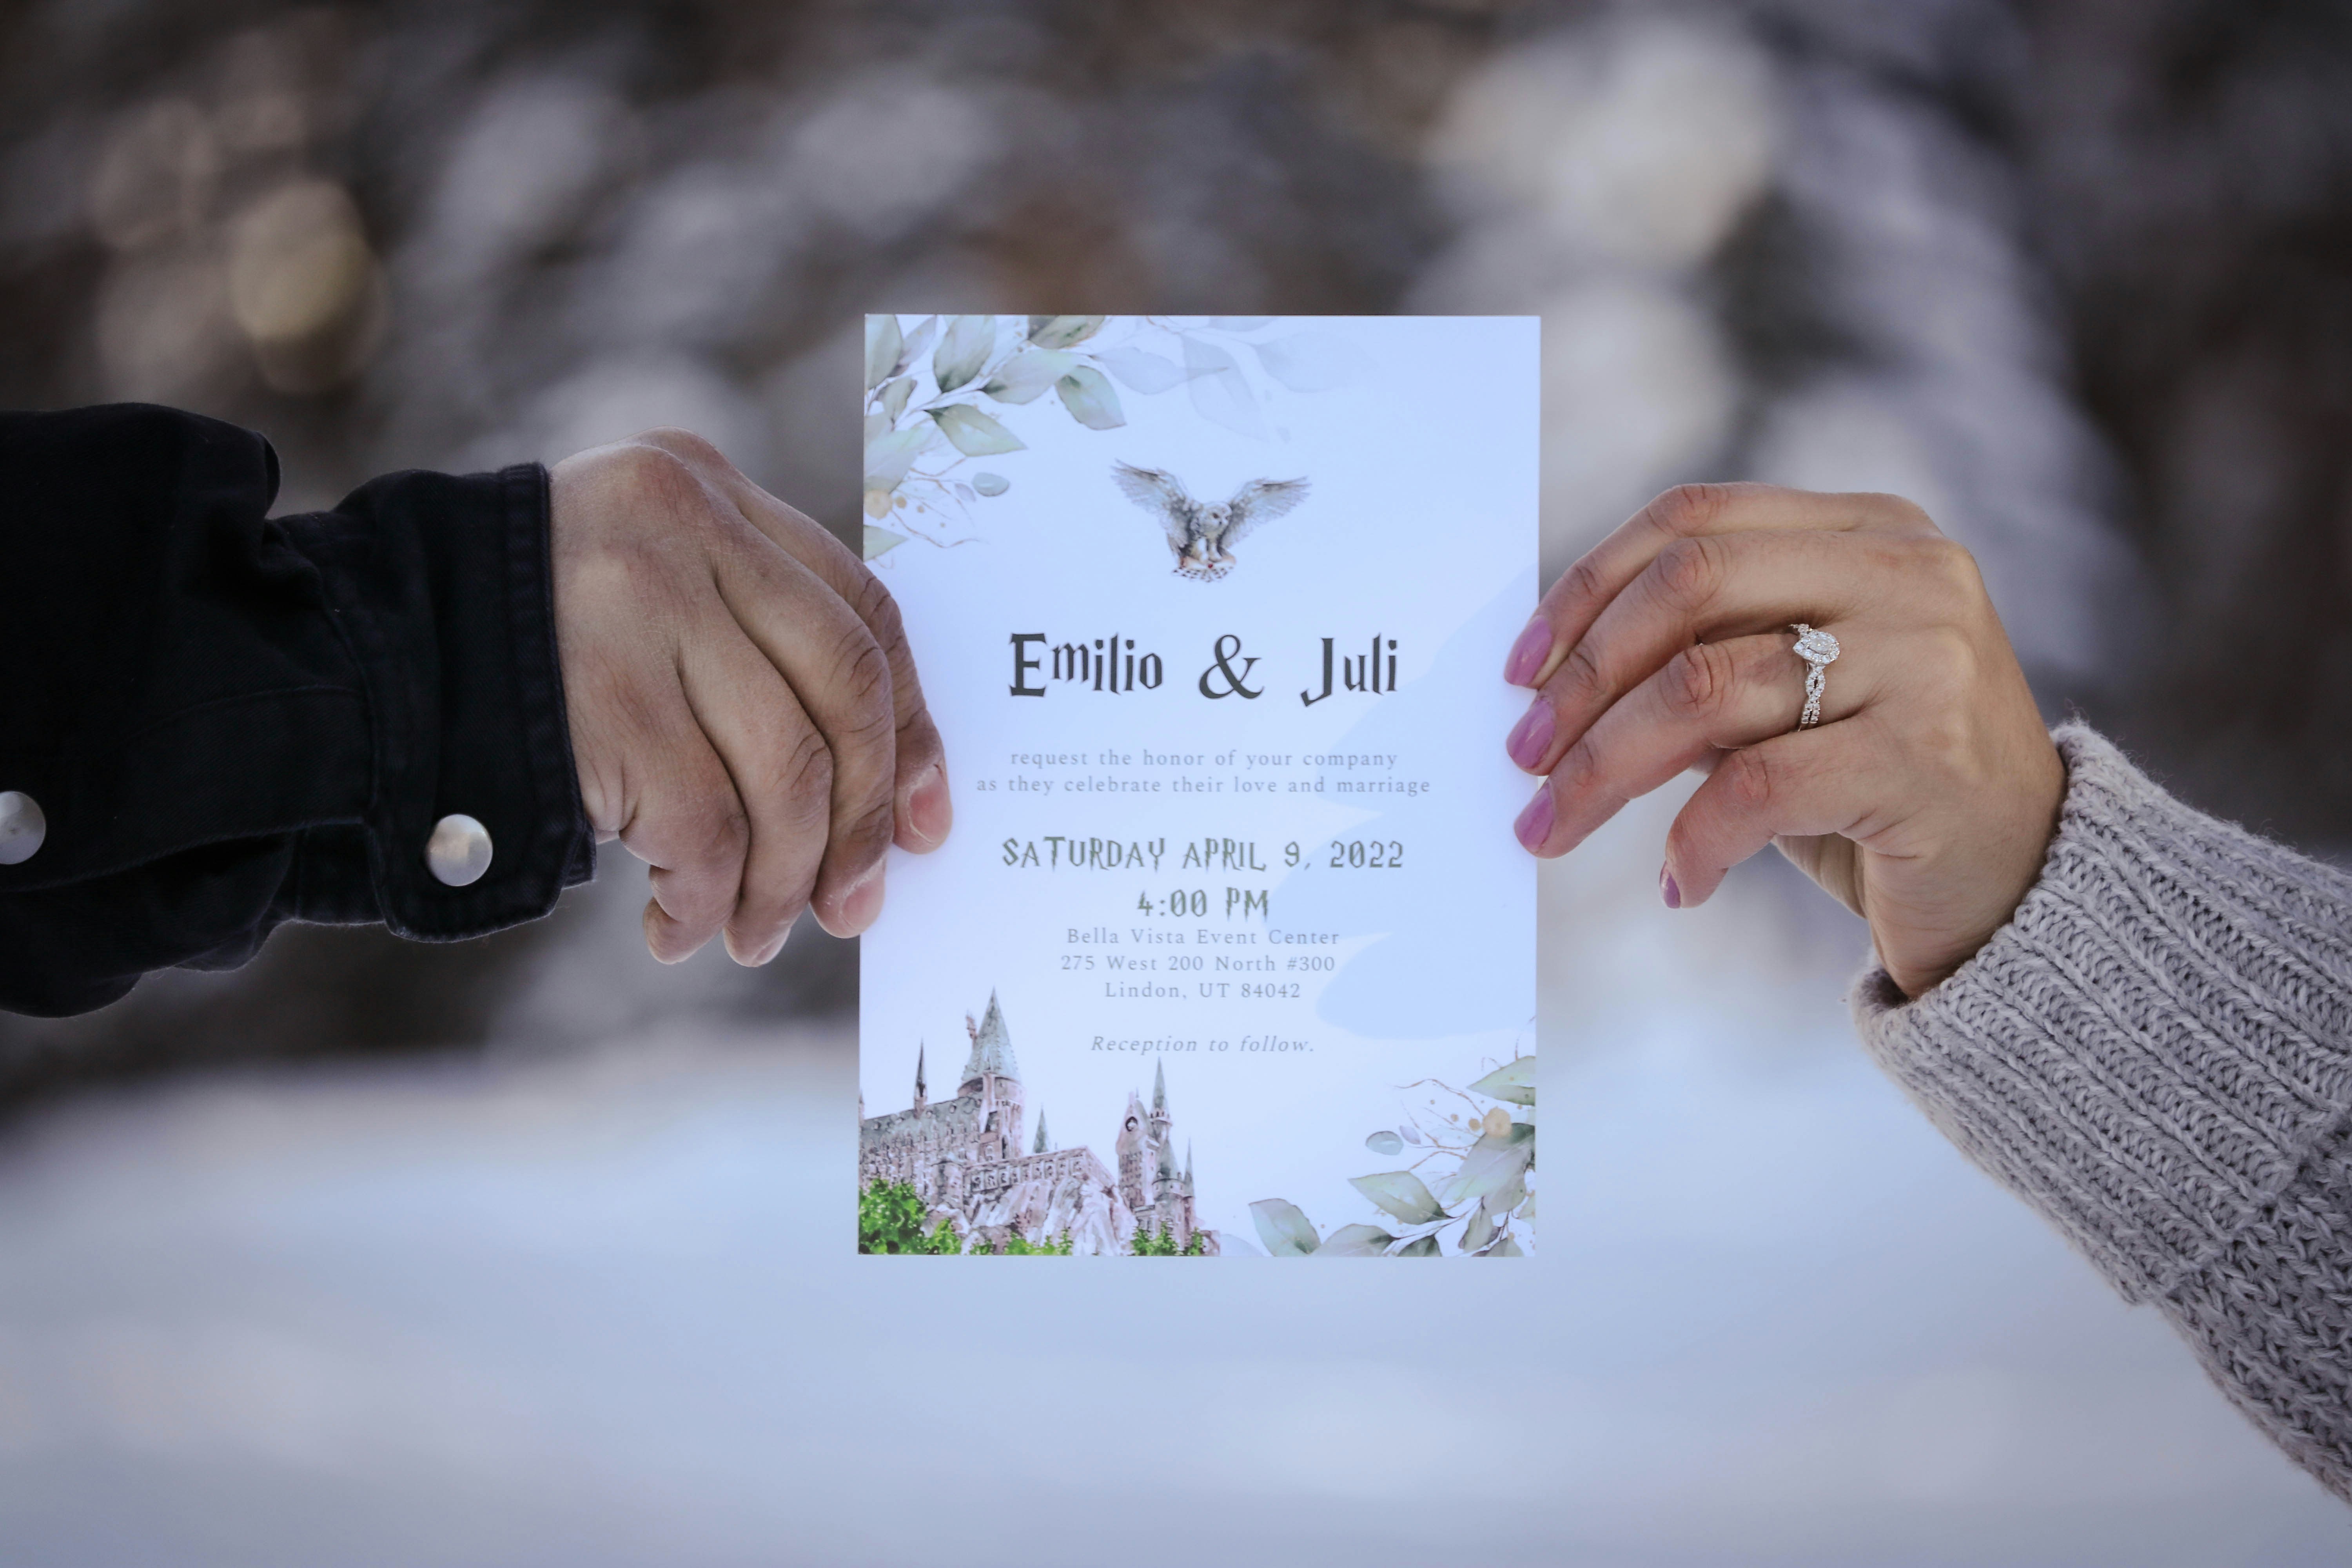 Emilio & Juli
request the honor of your company
as they celebrate their love and marriage
SATURDAY APRIL 9, 2022
4:00 PM
Bella Vista Event Center
275 West 200 North #300
Lindon, UT 84042
Reception to follow.